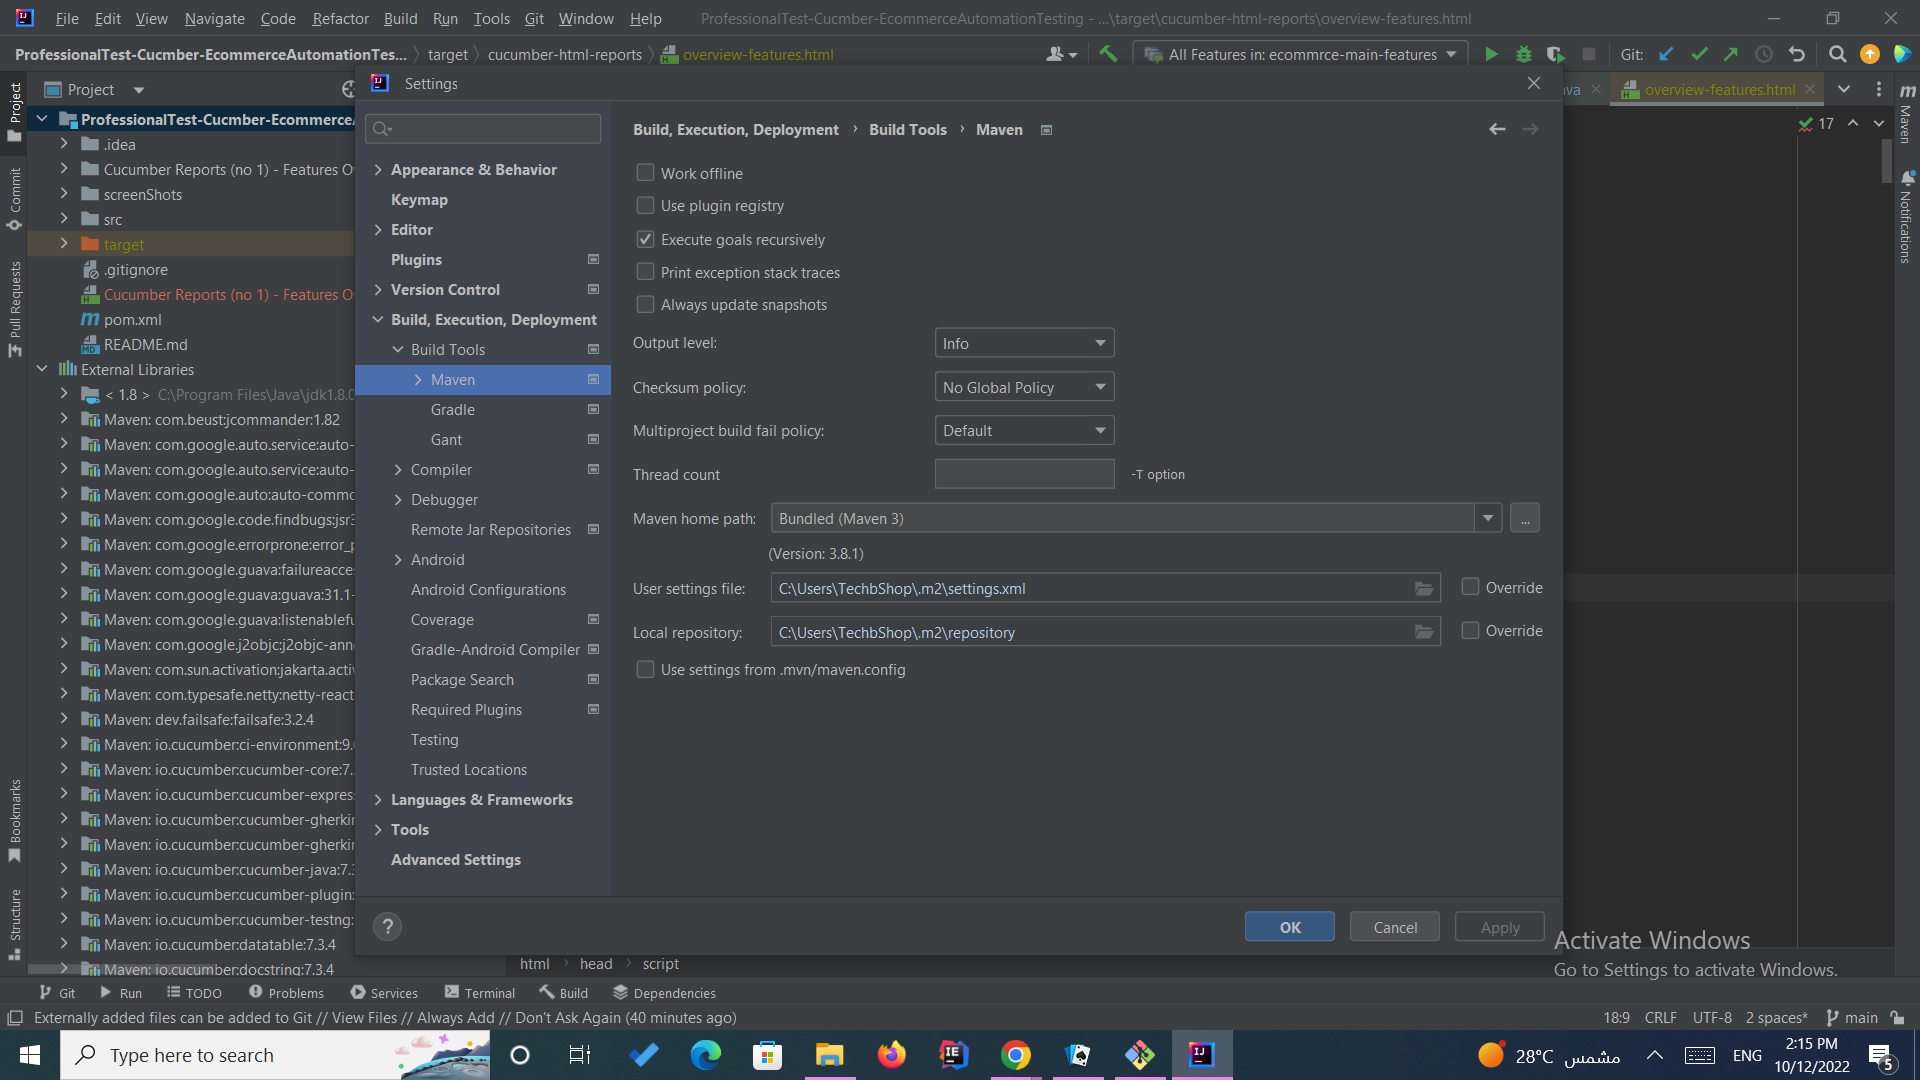 File Edit View Navigate Code Refactor Build Run Tools Git Window Help ProfessionalTest-Cucmber-EcommerceAutomationTesting - ...\target\cucumber-html-reports\overview-features.html
ProfessionalTest-Cucmber-EcommerceAutomationTes... target cucumber-html-reports overview-features.html All Features in: ecommrce-main-features Git:
Project
Settings
va overview-features.html
17
ProfessionalTest-Cucmber-Ecommerce
.idea
Cucumber Reports (no 1) - Features O
screenShots
src
target
.gitignore
Cucumber Reports (no 1) - Features O
pom.xml
README.md
External Libraries
< 1.8 > C:\Program Files\Java\jdk1.8.0
Maven: com.beust:jcommander:1.82
Maven: com.google.auto.service:auto-
Maven: com.google.auto.service:auto-
Maven: com.google.auto:auto-commo
Maven: com.google.code.findbugs:jsr3
Maven: com.google.errorprone:error_p
Maven: com.google.guava:failureacce
Maven: com.google.guava:guava:31.1-
Maven: com.google.guava:listenablefu
Maven: com.google.j2objc:j2objc-ann
Maven: com.sun.activation:jakarta.activ
Maven: com.typesafe.netty:netty-react
Maven: dev.failsafe:failsafe:3.2.4
Maven: io.cucumber:ci-environment:9.
Maven: io.cucumber:cucumber-core:7.
Maven: io.cucumber:cucumber-expres
Maven: io.cucumber:cucumber-gherki
Maven: io.cucumber:cucumber-gherki
Maven: io.cucumber:cucumber-java:7.3
Maven: io.cucumber:cucumber-plugin:
Maven: io.cucumber:cucumber-testng:
Maven: io.cucumber:datatable:7.3.4
Maven: io.cucumber:docstring:7.3.4
Project
Commit
Pull Requests
Bookmarks
Structure
Appearance & Behavior
Keymap
Editor
Plugins
Version Control
Build, Execution, Deployment
Build Tools
Maven
Gradle
Gant
Compiler
Debugger
Remote Jar Repositories
Android
Android Configurations
Coverage
Gradle-Android Compiler
Package Search
Required Plugins
Testing
Trusted Locations
Languages & Frameworks
Tools
Advanced Settings
Build, Execution, Deployment › Build Tools › Maven
Work offline
Use plugin registry
Execute goals recursively
Print exception stack traces
Always update snapshots
Output level: Info
Checksum policy: No Global Policy
Multiproject build fail policy: Default
Thread count -T option
Maven home path: Bundled (Maven 3) ...
(Version: 3.8.1)
User settings file: C:\Users\TechbShop\.m2\settings.xml Override
Local repository: C:\Users\TechbShop\.m2\repository Override
Use settings from .mvn/maven.config
? OK Cancel Apply
Maven
Notifications
Activate Windows
Go to Settings to activate Windows.
html › head › script
Git Run TODO Problems Services Terminal Build Dependencies
Externally added files can be added to Git // View Files // Always Add // Don't Ask Again (40 minutes ago) 18:9 CRLF UTF-8 2 spaces* main
Type here to search 28°C مشمس ENG 2:15 PM
10/12/2022 5